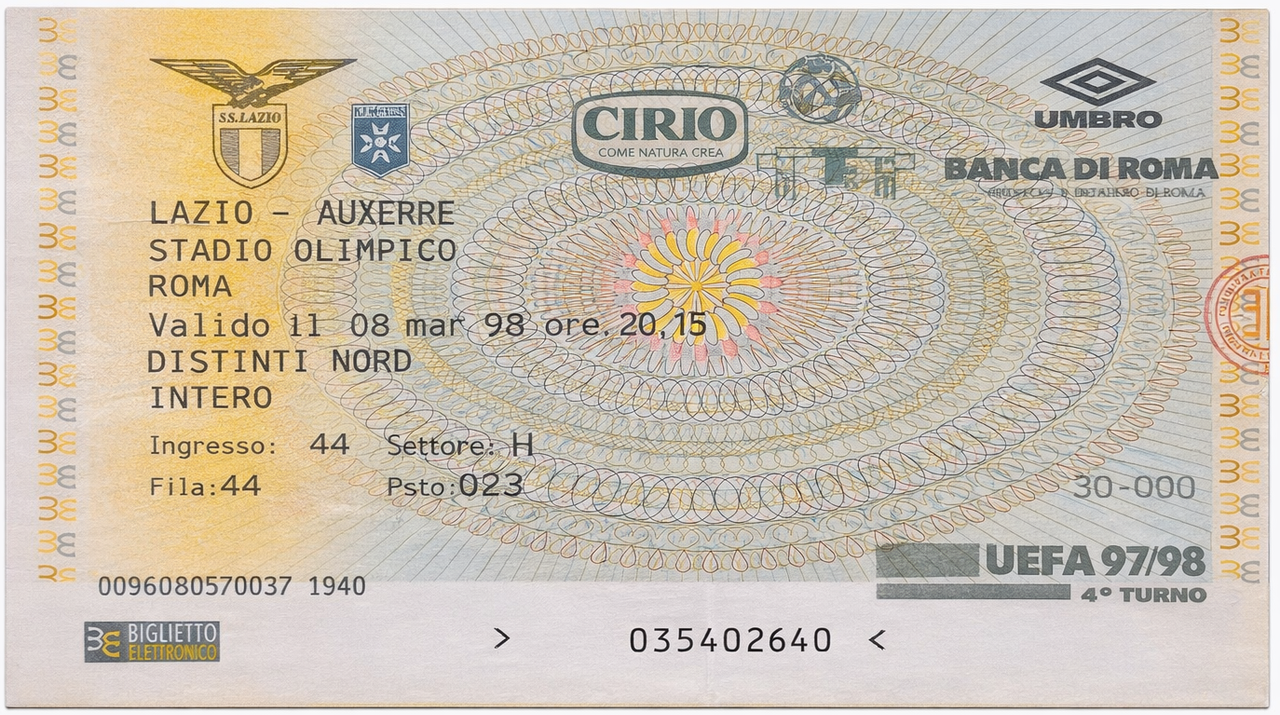 S.S. LAZIO
CIRIO
COME NATURA CREA
UMBRO
BANCA DI ROMA
LAZIO - AUXERRE
STADIO OLIMPICO
ROMA
Valido il 08 mar 98 ore. 20,15
DISTINTI NORD
INTERO
Ingresso: 44 Settore: H
Fila:44 Psto:023
30-000
UEFA 97/98
4° TURNO
0096080570037 1940
BIGLIETTO
ELETTRONICO
> 035402640 <